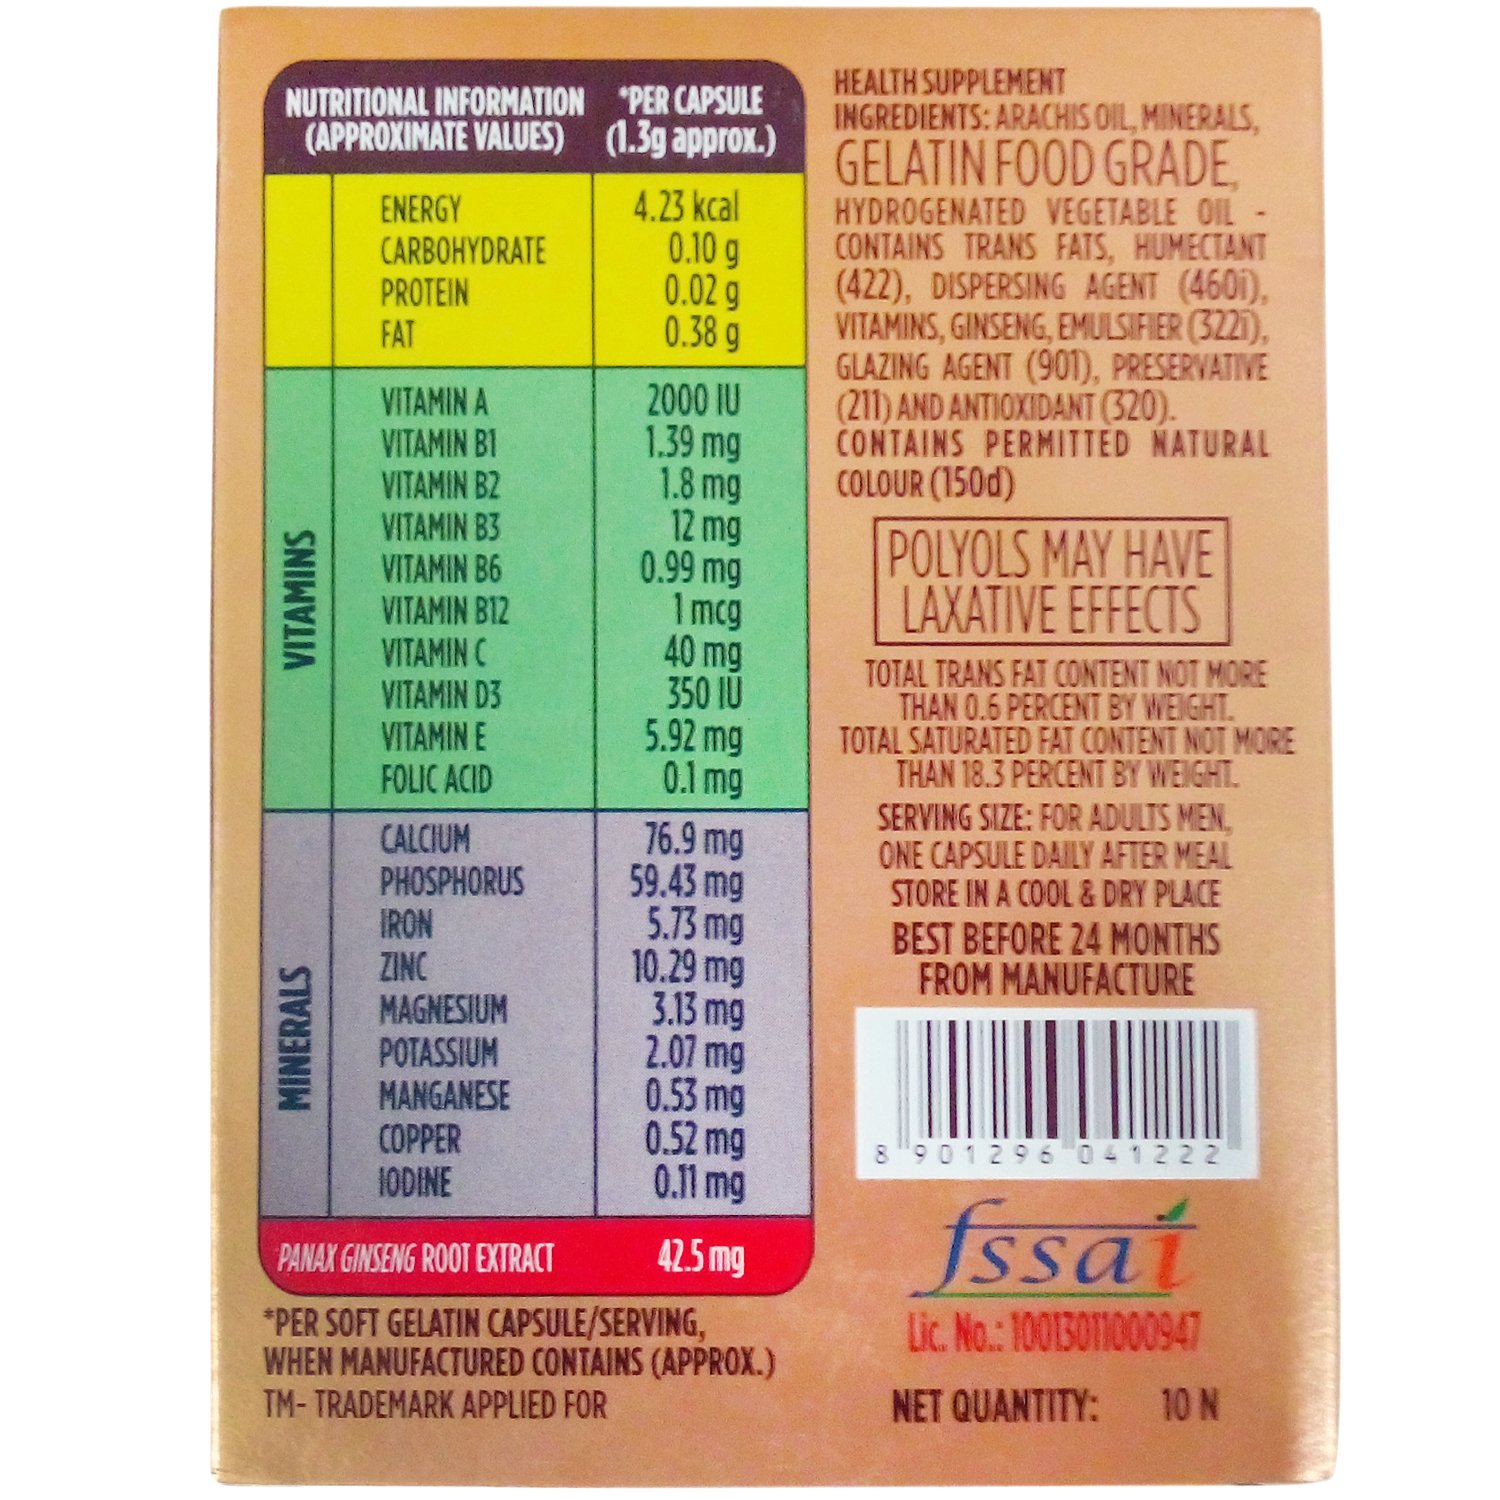 NUTRITIONAL INFORMATION *PER CAPSULE
(APPROXIMATE VALUES) (1.3g approx.)
ENERGY 4.23 kcal
CARBOHYDRATE 0.10 g
PROTEIN 0.02 g
FAT 0.38 g
VITAMINS
VITAMIN A 2000 IU
VITAMIN B1 1.39 mg
VITAMIN B2 1.8 mg
VITAMIN B3 12 mg
VITAMIN B6 0.99 mg
VITAMIN B12 1 mcg
VITAMIN C 40 mg
VITAMIN D3 350 IU
VITAMIN E 5.92 mg
FOLIC ACID 0.1 mg
MINERALS
CALCIUM 76.9 mg
PHOSPHORUS 59.43 mg
IRON 5.73 mg
ZINC 10.29 mg
MAGNESIUM 3.13 mg
POTASSIUM 2.07 mg
MANGANESE 0.53 mg
COPPER 0.52 mg
IODINE 0.11 mg
PANAX GINSENG ROOT EXTRACT 42.5 mg
*PER SOFT GELATIN CAPSULE/SERVING,
WHEN MANUFACTURED CONTAINS (APPROX.)
TM- TRADEMARK APPLIED FOR
HEALTH SUPPLEMENT
INGREDIENTS: ARACHIS OIL, MINERALS,
GELATIN FOOD GRADE,
HYDROGENATED VEGETABLE OIL -
CONTAINS TRANS FATS, HUMECTANT
(422), DISPERSING AGENT (460i),
VITAMINS, GINSENG, EMULSIFIER (322i),
GLAZING AGENT (901), PRESERVATIVE
(211) AND ANTIOXIDANT (320).
CONTAINS PERMITTED NATURAL
COLOUR (150d)
POLYOLS MAY HAVE
LAXATIVE EFFECTS
TOTAL TRANS FAT CONTENT NOT MORE
THAN 0.6 PERCENT BY WEIGHT.
TOTAL SATURATED FAT CONTENT NOT MORE
THAN 18.3 PERCENT BY WEIGHT.
SERVING SIZE: FOR ADULTS MEN,
ONE CAPSULE DAILY AFTER MEAL
STORE IN A COOL & DRY PLACE
BEST BEFORE 24 MONTHS
FROM MANUFACTURE
8 901296 041222
fssai
Lic. No.: 10013011000947
NET QUANTITY: 10 N